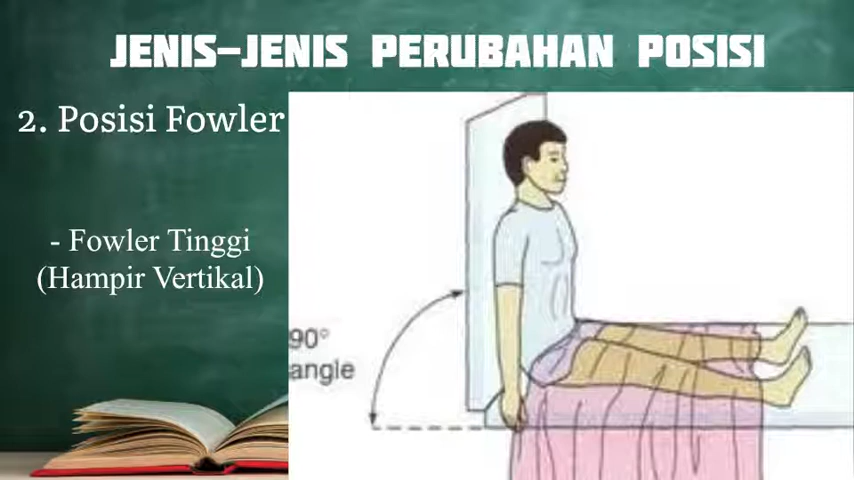 JENIS-JENIS PERUBAHAN POSISI
2. Posisi Fowler
- Fowler Tinggi
(Hampir Vertikal)
90°
angle